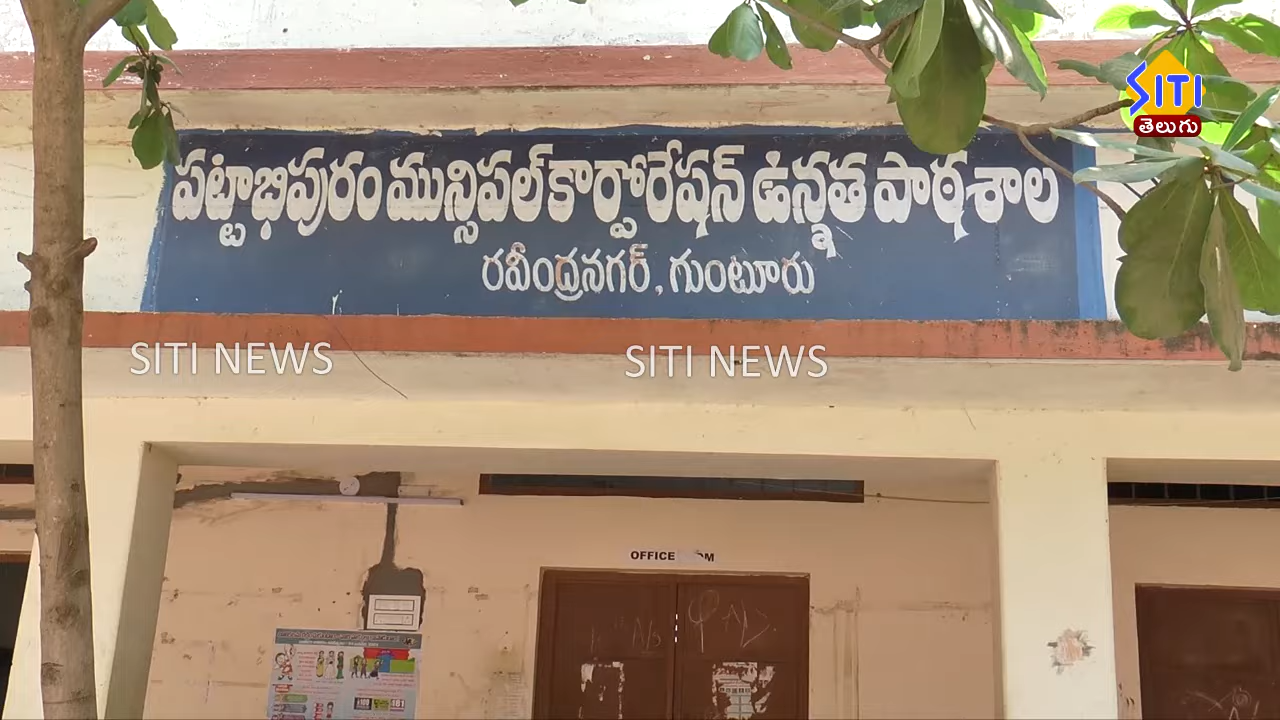 SITI
తెలుగు
పట్టాభిపురం మున్సిపల్ కార్పోరేషన్ ఉన్నత పాఠశాల
రవీంద్రనగర్, గుంటూరు
SITI NEWS SITI NEWS
OFFICE